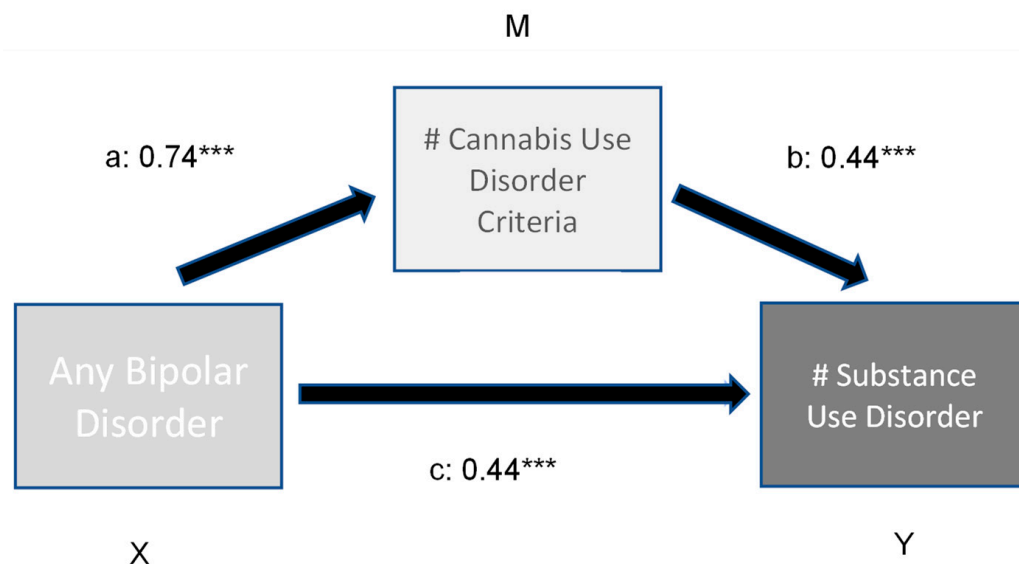 M
a: 0.74***
# Cannabis Use
Disorder
Criteria
b: 0.44***
Any Bipolar
Disorder
# Substance
Use Disorder
c: 0.44***
X
Y